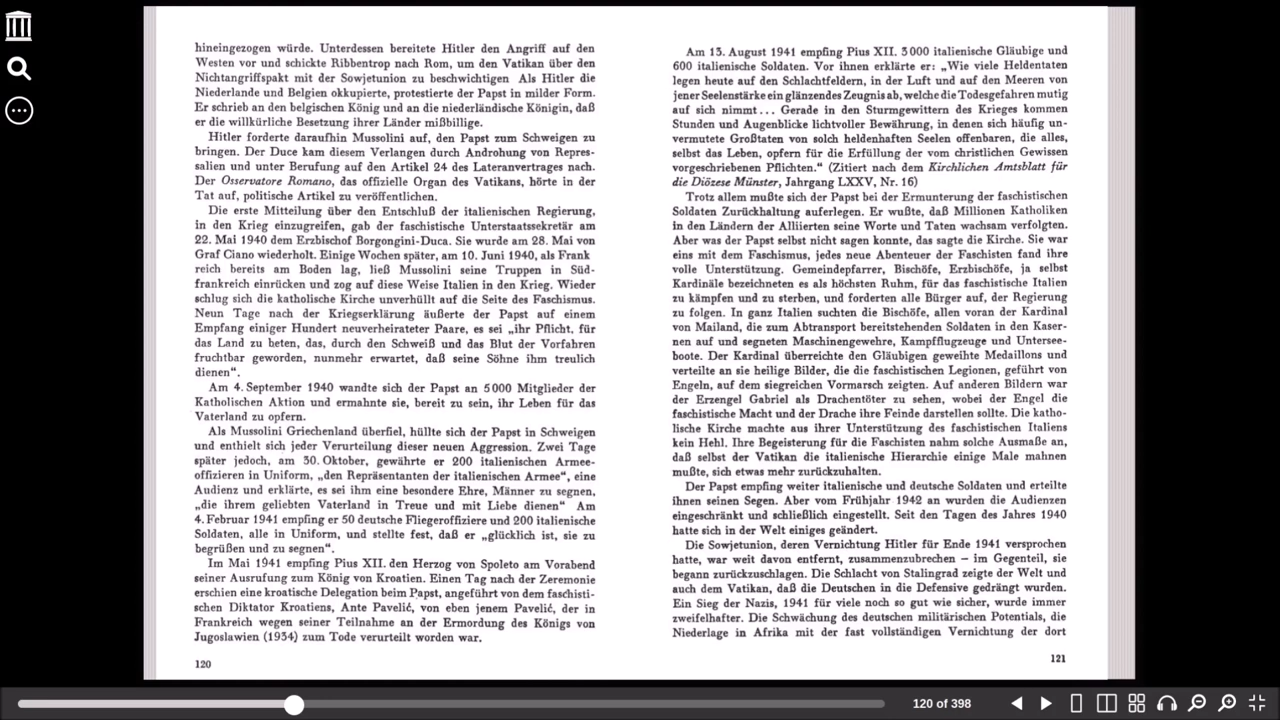 hineingezogen würde. Unterdessen bereitete Hitler den Angriff auf den
Westen vor und schickte Ribbentrop nach Rom, um den Vatikan über den
Nichtangriffspakt mit der Sowjetunion zu beschwichtigen Als Hitler die
Niederlande und Belgien okkupierte, protestierte der Papst in milder Form.
Er schrieb an den belgischen König und an die niederländische Königin, daß
er die willkürliche Besetzung ihrer Länder mißbillige.
Hitler forderte daraufhin Mussolini auf, den Papst zum Schweigen zu
bringen. Der Duce kam diesem Verlangen durch Androhung von Repres-
salien und unter Berufung auf den Artikel 24 des Lateranvertrages nach.
Der Osservatore Romano, das offizielle Organ des Vatikans, hörte in der
Tat auf, politische Artikel zu veröffentlichen.
Die erste Mitteilung über den Entschluß der italienischen Regierung,
in den Krieg einzugreifen, gab der faschistische Unterstaatssekretär am
22. Mai 1940 dem Erzbischof Borgongini-Duca. Sie wurde am 28. Mai von
Graf Ciano wiederholt. Einige Wochen später, am 10. Juni 1940, als Frank
reich bereits am Boden lag, ließ Mussolini seine Truppen in Süd-
frankreich einrücken und zog auf diese Weise Italien in den Krieg. Wieder
schlug sich die katholische Kirche unverhüllt auf die Seite des Faschismus.
Neun Tage nach der Kriegserklärung äußerte der Papst auf einem
Empfang einiger Hundert neuverheirateter Paare, es sei „ihr Pflicht, für
das Land zu beten, das, durch den Schweiß und das Blut der Vorfahren
fruchtbar geworden, nunmehr erwartet, daß seine Söhne ihm treulich
dienen“.
Am 4. September 1940 wandte sich der Papst an 5000 Mitglieder der
Katholischen Aktion und ermahnte sie, bereit zu sein, ihr Leben für das
Vaterland zu opfern.
Als Mussolini Griechenland überfiel, hüllte sich der Papst in Schweigen
und enthielt sich jeder Verurteilung dieser neuen Aggression. Zwei Tage
später jedoch, am 30. Oktober, gewährte er 200 italienischen Armee-
offizieren in Uniform, „den Repräsentanten der italienischen Armee“, eine
Audienz und erklärte, es sei ihm eine besondere Ehre, Männer zu segnen,
„die ihrem geliebten Vaterland in Treue und mit Liebe dienen“ Am
4. Februar 1941 empfing er 50 deutsche Fliegeroffiziere und 200 italienische
Soldaten, alle in Uniform, und stellte fest, daß er „glücklich ist, sie zu
begrüßen und zu segnen“.
Im Mai 1941 empfing Pius XII. den Herzog von Spoleto am Vorabend
seiner Ausrufung zum König von Kroatien. Einen Tag nach der Zeremonie
erschien eine kroatische Delegation beim Papst, angeführt von dem faschisti-
schen Diktator Kroatiens, Ante Pavelić, von eben jenem Pavelić, der in
Frankreich wegen seiner Teilnahme an der Ermordung des Königs von
Jugoslawien (1934) zum Tode verurteilt worden war.
120
Am 13. August 1941 empfing Pius XII. 3000 italienische Gläubige und
600 italienische Soldaten. Vor ihnen erklärte er: „Wie viele Heldentaten
legen heute auf den Schlachtfeldern, in der Luft und auf den Meeren von
jener Seelenstärke ein glänzendes Zeugnis ab, welche die Todesgefahren mutig
auf sich nimmt... Gerade in den Sturmgewittern des Krieges kommen
Stunden und Augenblicke lichtvoller Bewährung, in denen sich häufig un-
vermutete Großtaten von solch heldenhaften Seelen offenbaren, die alles,
selbst das Leben, opfern für die Erfüllung der vom christlichen Gewissen
vorgeschriebenen Pflichten.“ (Zitiert nach dem Kirchlichen Amtsblatt für
die Diözese Münster, Jahrgang LXXV, Nr. 16)
Trotz allem mußte sich der Papst bei der Ermunterung der faschistischen
Soldaten Zurückhaltung auferlegen. Er wußte, daß Millionen Katholiken
in den Ländern der Alliierten seine Worte und Taten wachsam verfolgten.
Aber was der Papst selbst nicht sagen konnte, das sagte die Kirche. Sie war
eins mit dem Faschismus, jedes neue Abenteuer der Faschisten fand ihre
volle Unterstützung. Gemeindepfarrer, Bischöfe, Erzbischöfe, ja selbst
Kardinäle bezeichneten es als höchsten Ruhm, für das faschistische Italien
zu kämpfen und zu sterben, und forderten alle Bürger auf, der Regierung
zu folgen. In ganz Italien suchten die Bischöfe, allen voran der Kardinal
von Mailand, die zum Abtransport bereitstehenden Soldaten in den Kaser-
nen auf und segneten Maschinengewehre, Kampfflugzeuge und Untersee-
boote. Der Kardinal überreichte den Gläubigen geweihte Medaillons und
verteilte an sie heilige Bilder, die die faschistischen Legionen, geführt von
Engeln, auf dem siegreichen Vormarsch zeigten. Auf anderen Bildern war
der Erzengel Gabriel als Drachentöter zu sehen, wobei der Engel die
faschistische Macht und der Drache ihre Feinde darstellen sollte. Die katho-
lische Kirche machte aus ihrer Unterstützung des faschistischen Italiens
kein Hehl. Ihre Begeisterung für die Faschisten nahm solche Ausmaße an,
daß selbst der Vatikan die italienische Hierarchie einige Male mahnen
mußte, sich etwas mehr zurückzuhalten.
Der Papst empfing weiter italienische und deutsche Soldaten und erteilte
ihnen seinen Segen. Aber vom Frühjahr 1942 an wurden die Audienzen
eingeschränkt und schließlich eingestellt. Seit den Tagen des Jahres 1940
hatte sich in der Welt einiges geändert.
Die Sowjetunion, deren Vernichtung Hitler für Ende 1941 versprochen
hatte, war weit davon entfernt, zusammenzubrechen – im Gegenteil, sie
begann zurückzuschlagen. Die Schlacht von Stalingrad zeigte der Welt und
auch dem Vatikan, daß die Deutschen in die Defensive gedrängt wurden.
Ein Sieg der Nazis, 1941 für viele noch so gut wie sicher, wurde immer
zweifelhafter. Die Schwächung des deutschen militärischen Potentials, die
Niederlage in Afrika mit der fast vollständigen Vernichtung der dort
121
120 of 398